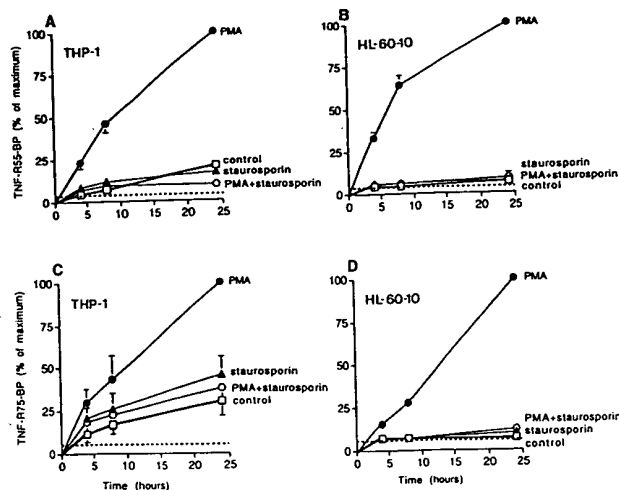 A
THP-1
TNF-R55-BP (% of maximum)
100
75
50
25
0
0 5 10 15 20 25
PMA
control
staurosporin
PMA+staurosporin
Time (hours)
B
HL-60-10
100
75
50
25
0
0 5 10 15 20 25
PMA
staurosporin
PMA+staurosporin
control
C
THP-1
TNF-R75-BP (% of maximum)
100
75
50
25
0
0 5 10 15 20 25
PMA
staurosporin
PMA+staurosporin
control
Time (hours)
D
HL-60-10
100
75
50
25
0
0 5 10 15 20 25
PMA
PMA+staurosporin
staurosporin
control
Time (hours)